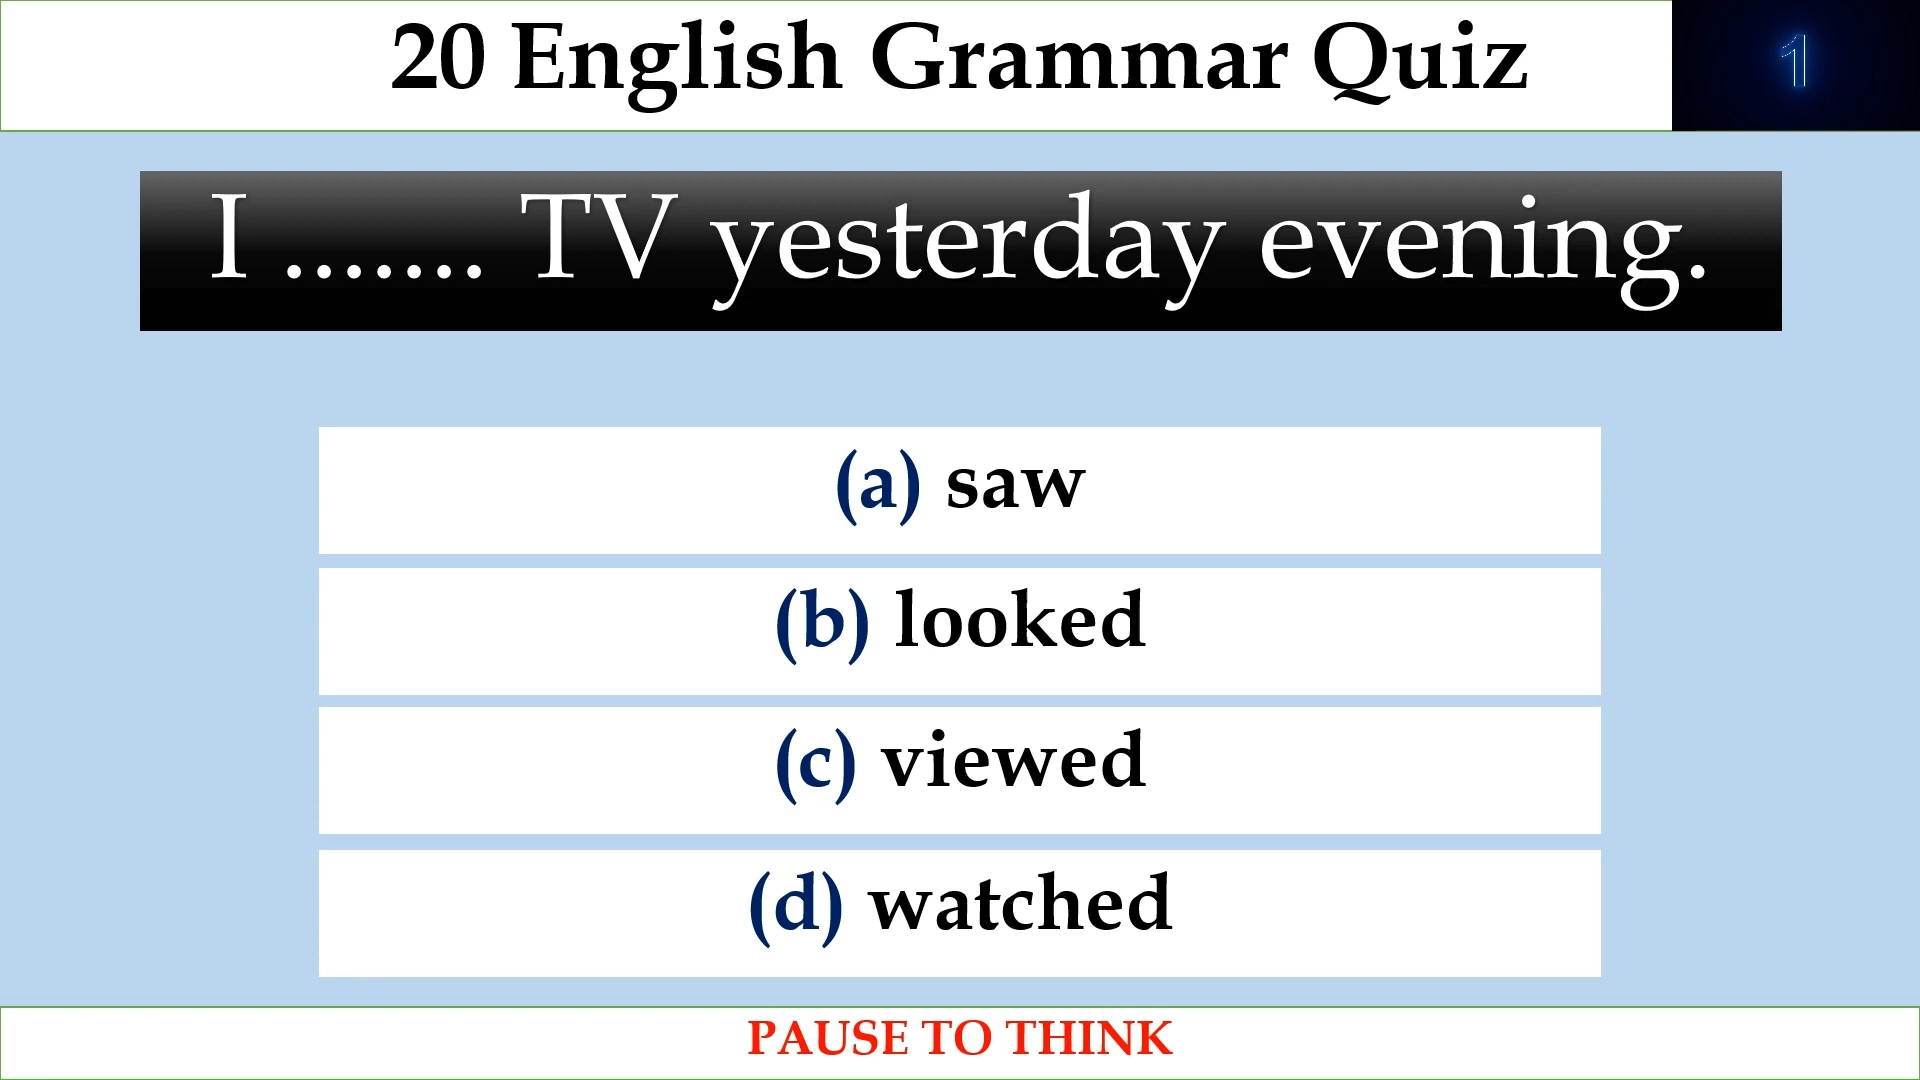 20 English Grammar Quiz
1
I ....... TV yesterday evening.
(a) saw
(b) looked
(c) viewed
(d) watched
PAUSE TO THINK